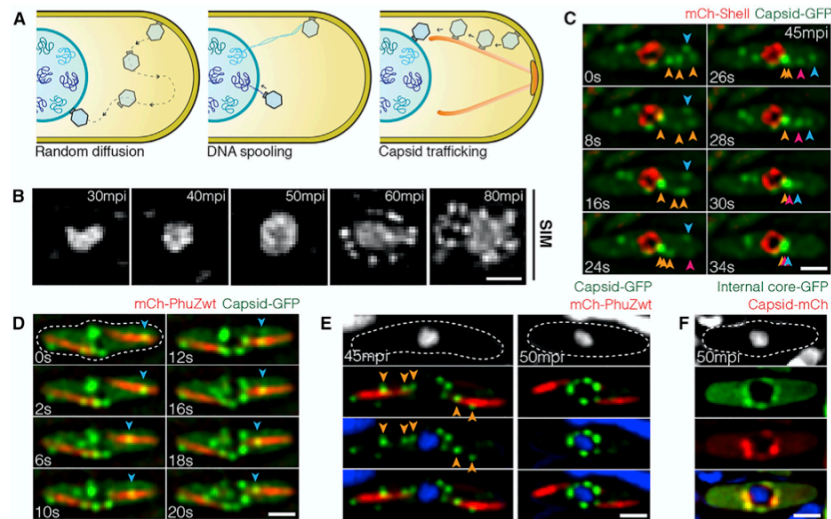 A
Random diffusion
DNA spooling
Capsid trafficking
B
30mpi
40mpi
50mpi
60mpi
80mpi
SIM
C
mCh-Shell Capsid-GFP
45mpi
0s
26s
8s
28s
16s
30s
24s
34s
D
mCh-PhuZwt Capsid-GFP
0s
12s
2s
16s
6s
18s
10s
20s
E
Capsid-GFP
mCh-PhuZwt
45mpi
50mpi
F
Internal core-GFP
Capsid-mCh
50mpi